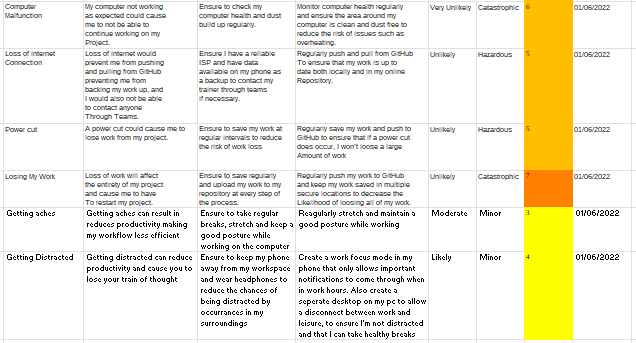 Computer
Malfunction
My computer not working
as expected could cause
me to not be able to
continue working on my
Project.
Ensure to check my
computer health and dust
build up regularly.
Monitor computer health regularly
and ensure the area around my
computer is clean and dust free to
reduce the risk of issues such as
overheating.
Very Unlikely
Catastrophic
6
01/06/2022
Loss of internet
Connection
Loss of internet would
prevent me from pushing
and pulling from GitHub
preventing me from
backing my work up, and
I would also not be able
to contact anyone
Through Teams.
Ensure I have a reliable
ISP and have data
available on my phone as
a backup to contact my
trainer through teams
if necessary.
Regularly push and pull from GitHub
To ensure that my work is up to
date both locally and in my online
Repository.
Unlikely
Hazardous
5
01/06/2022
Power cut
A power cut could cause me to
lose work from my project.
Ensure to save my work at
regular intervals to reduce
the risk of work loss
Regularly save my work and push to
GitHub to ensure that if a power cut
does occur, I won't loose a large
Amount of work
Unlikely
Hazardous
5
01/06/2022
Losing My Work
Loss of work will affect
the entirety of my project
and cause me to have
To restart my project.
Ensure to save regularly
and upload my work to my
repository at every step of
the process.
Regularly push my work to GitHub
and keep my work saved in multiple
secure locations to decrease the
Likelihood of loosing all of my work.
Unlikely
Catastrophic
7
01/06/2022
Getting aches
Getting aches can result in
reduces productivity making
my workflow less efficient
Ensure to take regular
breaks, stretch and keep a
good posture while
working on the computer
Reagularly stretch and maintain a
good posture while working
Moderate
Minor
3
01/06/2022
Getting Distracted
Getting distracted can reduce
productivity and cause you to
lose your train of thought
Ensure to keep my phone
away from my workspace
and wear headphones to
reduce the chances of
being distracted by
occurrances in my
surroundings
Create a work focus mode in my
phone that only allows important
notifications to come through when
in work hours. Also create a
seperate desktop on my pc to allow
a disconnect between work and
leisure, to ensure I'm not distracted
and that I can take healthy breaks
Likely
Minor
4
01/06/2022